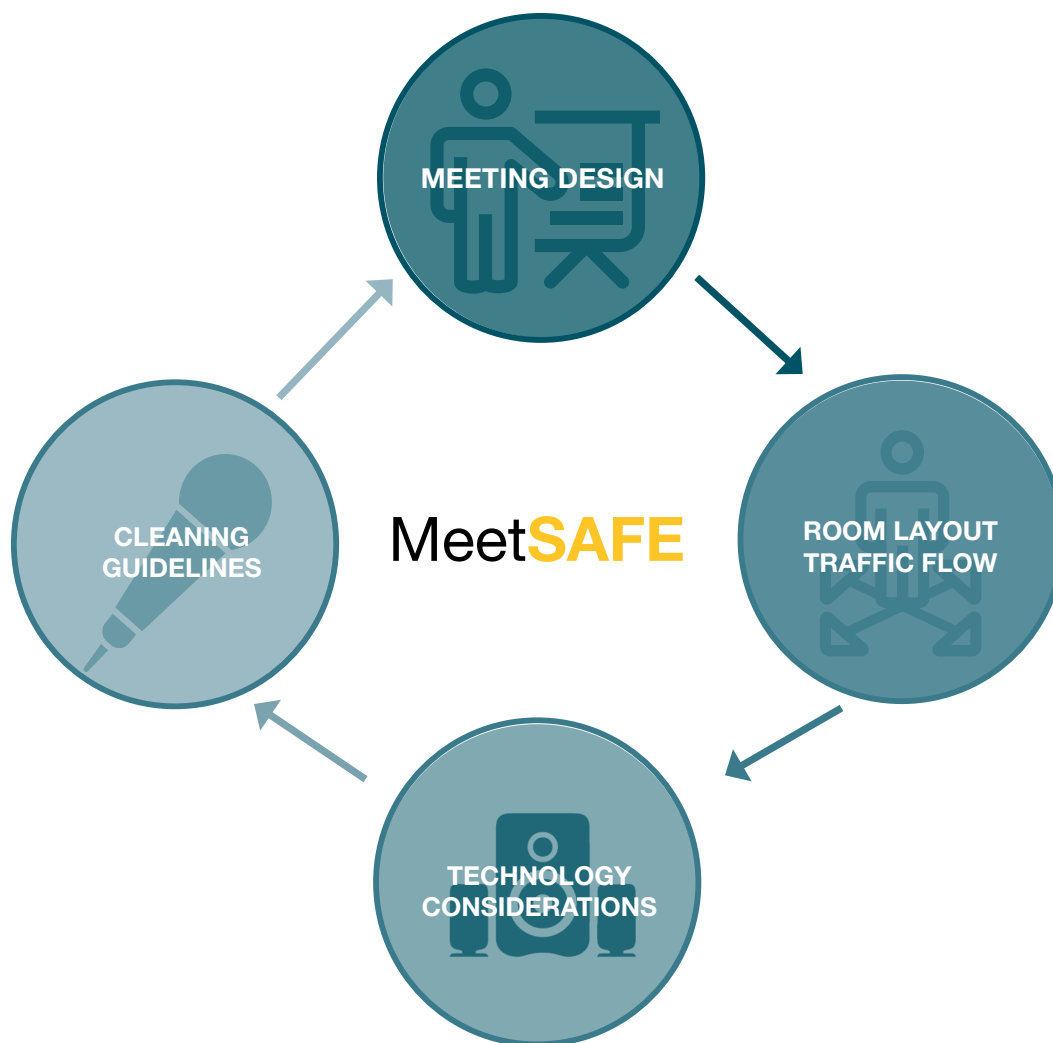 MEETING DESIGN
ROOM LAYOUT
TRAFFIC FLOW
TECHNOLOGY
CONSIDERATIONS
CLEANING
GUIDELINES
MeetSAFE